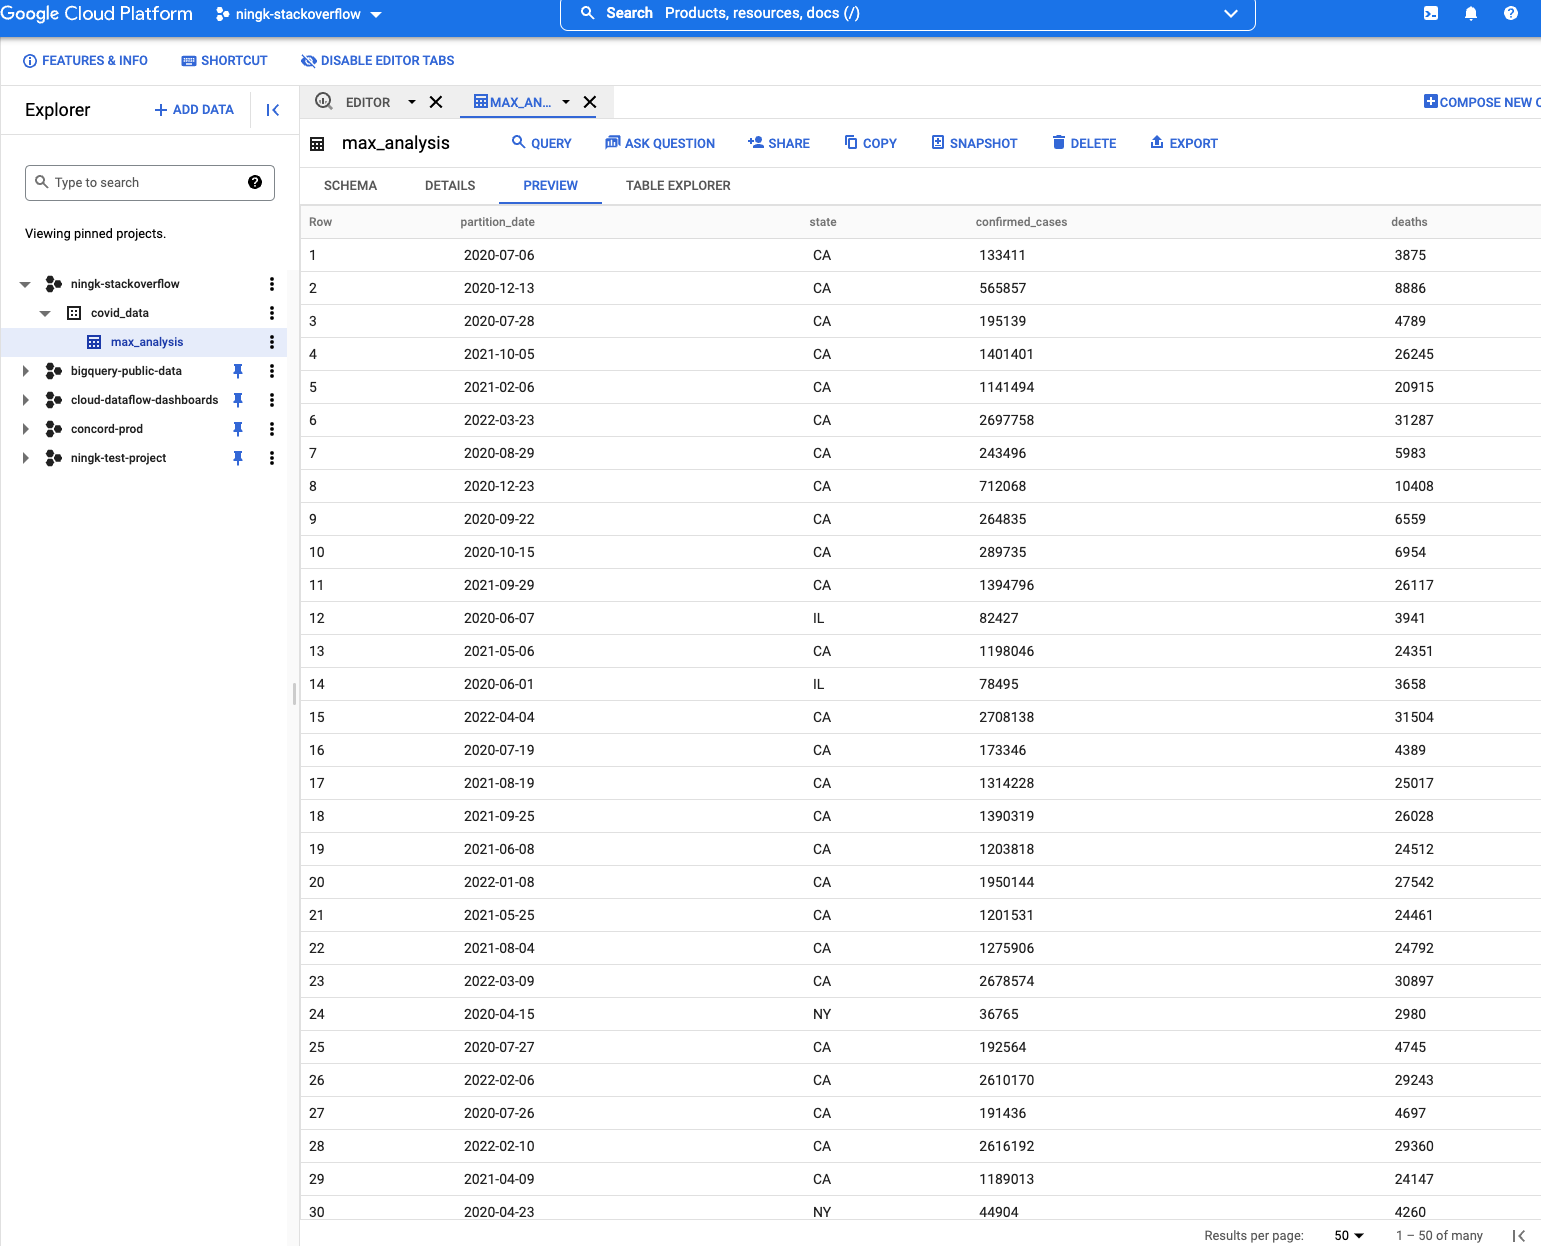 Google Cloud Platform ningk-stackoverflow Search Products, resources, docs (/)
FEATURES & INFO SHORTCUT DISABLE EDITOR TABS
Explorer ADD DATA
EDITOR MAX_AN... COMPOSE NEW
max_analysis QUERY ASK QUESTION SHARE COPY SNAPSHOT DELETE EXPORT
SCHEMA DETAILS PREVIEW TABLE EXPLORER
Type to search
Viewing pinned projects.
ningk-stackoverflow
covid_data
max_analysis
bigquery-public-data
cloud-dataflow-dashboards
concord-prod
ningk-test-project
Row partition_date state confirmed_cases deaths
1 2020-07-06 CA 133411 3875
2 2020-12-13 CA 565857 8886
3 2020-07-28 CA 195139 4789
4 2021-10-05 CA 1401401 26245
5 2021-02-06 CA 1141494 20915
6 2022-03-23 CA 2697758 31287
7 2020-08-29 CA 243496 5983
8 2020-12-23 CA 712068 10408
9 2020-09-22 CA 264835 6559
10 2020-10-15 CA 289735 6954
11 2021-09-29 CA 1394796 26117
12 2020-06-07 IL 82427 3941
13 2021-05-06 CA 1198046 24351
14 2020-06-01 IL 78495 3658
15 2022-04-04 CA 2708138 31504
16 2020-07-19 CA 173346 4389
17 2021-08-19 CA 1314228 25017
18 2021-09-25 CA 1390319 26028
19 2021-06-08 CA 1203818 24512
20 2022-01-08 CA 1950144 27542
21 2021-05-25 CA 1201531 24461
22 2021-08-04 CA 1275906 24792
23 2022-03-09 CA 2678574 30897
24 2020-04-15 NY 36765 2980
25 2020-07-27 CA 192564 4745
26 2022-02-06 CA 2610170 29243
27 2020-07-26 CA 191436 4697
28 2022-02-10 CA 2616192 29360
29 2021-04-09 CA 1189013 24147
30 2020-04-23 NY 44904 4260
Results per page: 50 1 – 50 of many